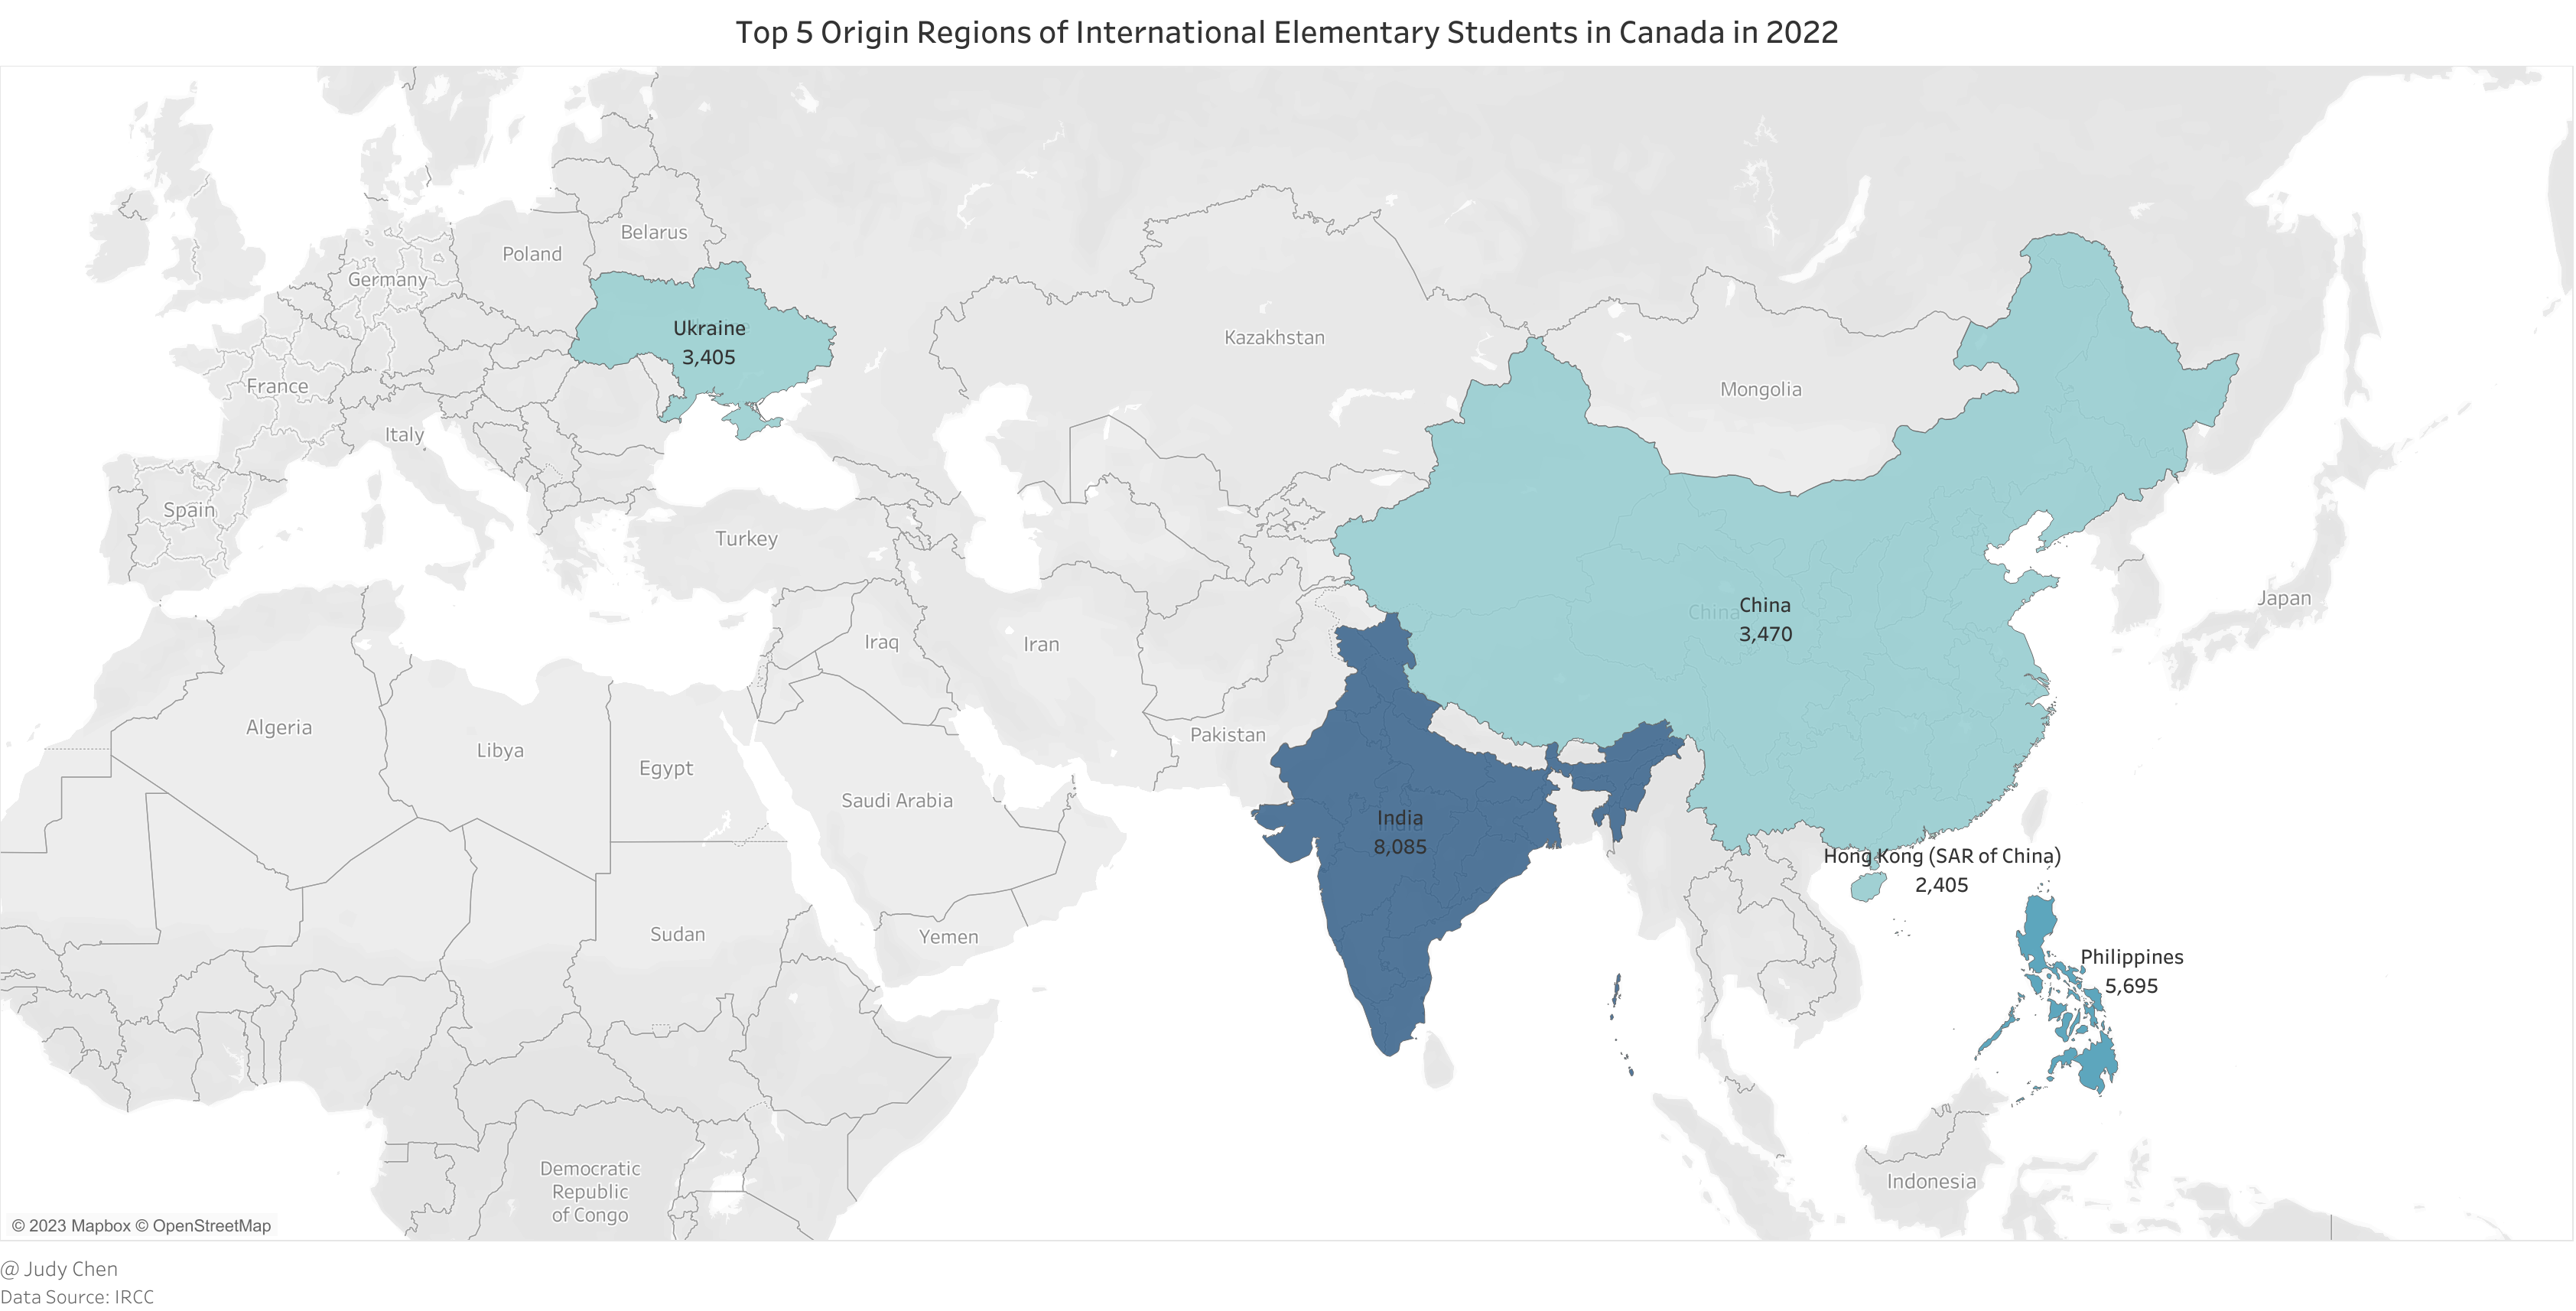 Top 5 Origin Regions of International Elementary Students in Canada in 2022
Belarus
Poland
Germany
Ukraine
3,405
Kazakhstan
France
Mongolia
Italy
Spain
Turkey
Japan
China
China
3,470
Iraq
Iran
Algeria
Pakistan
Libya
Egypt
Saudi Arabia
India
India
8,085
Hong Kong (SAR of China)
2,405
Sudan
Yemen
Philippines
5,695
Democratic
Republic
of Congo
Indonesia
© 2023 Mapbox © OpenStreetMap
@ Judy Chen
Data Source: IRCC